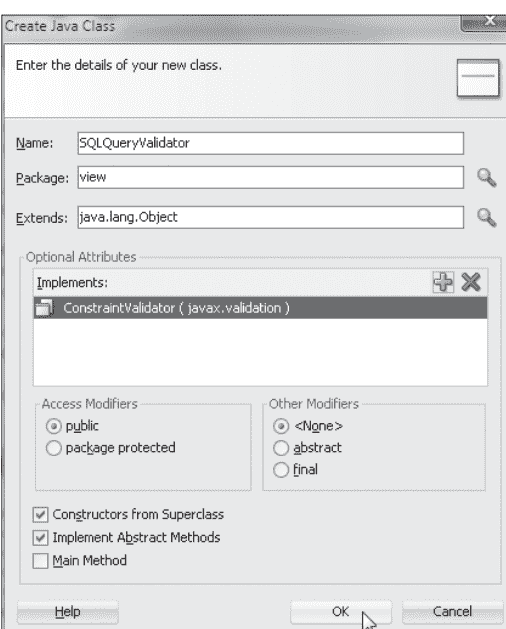 Create Java Class
Enter the details of your new class.
Name: SQLQueryValidator
Package: view
Extends: java.lang.Object
Optional Attributes
Implements:
ConstraintValidator ( javax.validation )
Access Modifiers
public
package protected
Other Modifiers
<None>
abstract
final
Constructors from Superclass
Implement Abstract Methods
Main Method
Help
OK
Cancel